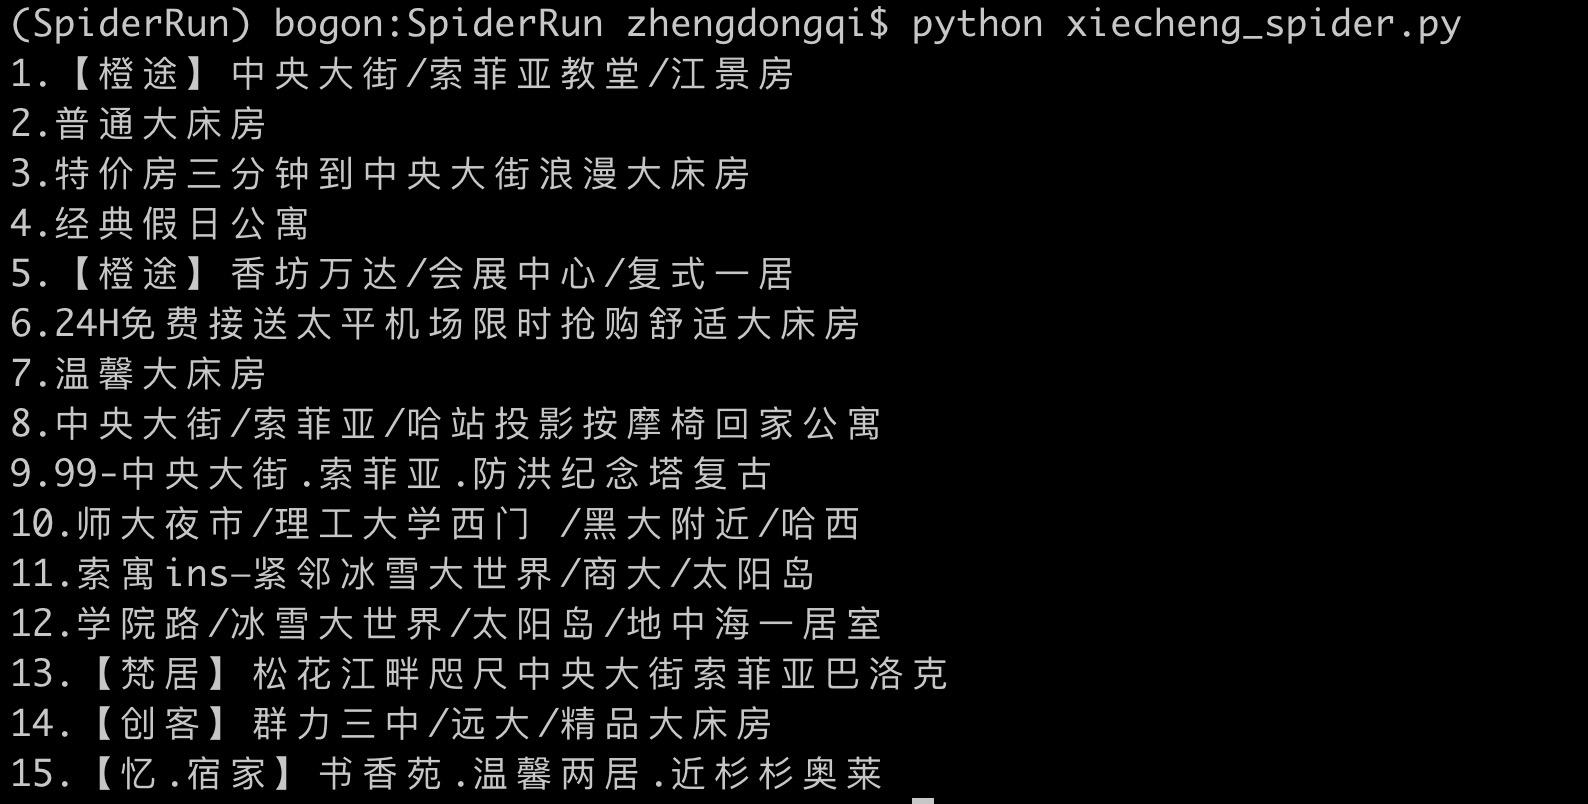 (SpiderRun) bogon:SpiderRun zhengdongqi$ python xiecheng_spider.py
1.【橙途】中央大街/索菲亚教堂/江景房
2.普通大床房
3.特价房三分钟到中央大街浪漫大床房
4.经典假日公寓
5.【橙途】香坊万达/会展中心/复式一居
6.24H免费接送太平机场限时抢购舒适大床房
7.温馨大床房
8.中央大街/索菲亚/哈站投影按摩椅回家公寓
9.99-中央大街.索菲亚.防洪纪念塔复古
10.师大夜市/理工大学西门 /黑大附近/哈西
11.索寓ins—紧邻冰雪大世界/商大/太阳岛
12.学院路/冰雪大世界/太阳岛/地中海一居室
13.【梵居】松花江畔咫尺中央大街索菲亚巴洛克
14.【创客】群力三中/远大/精品大床房
15.【忆.宿家】书香苑.温馨两居.近杉杉奥莱